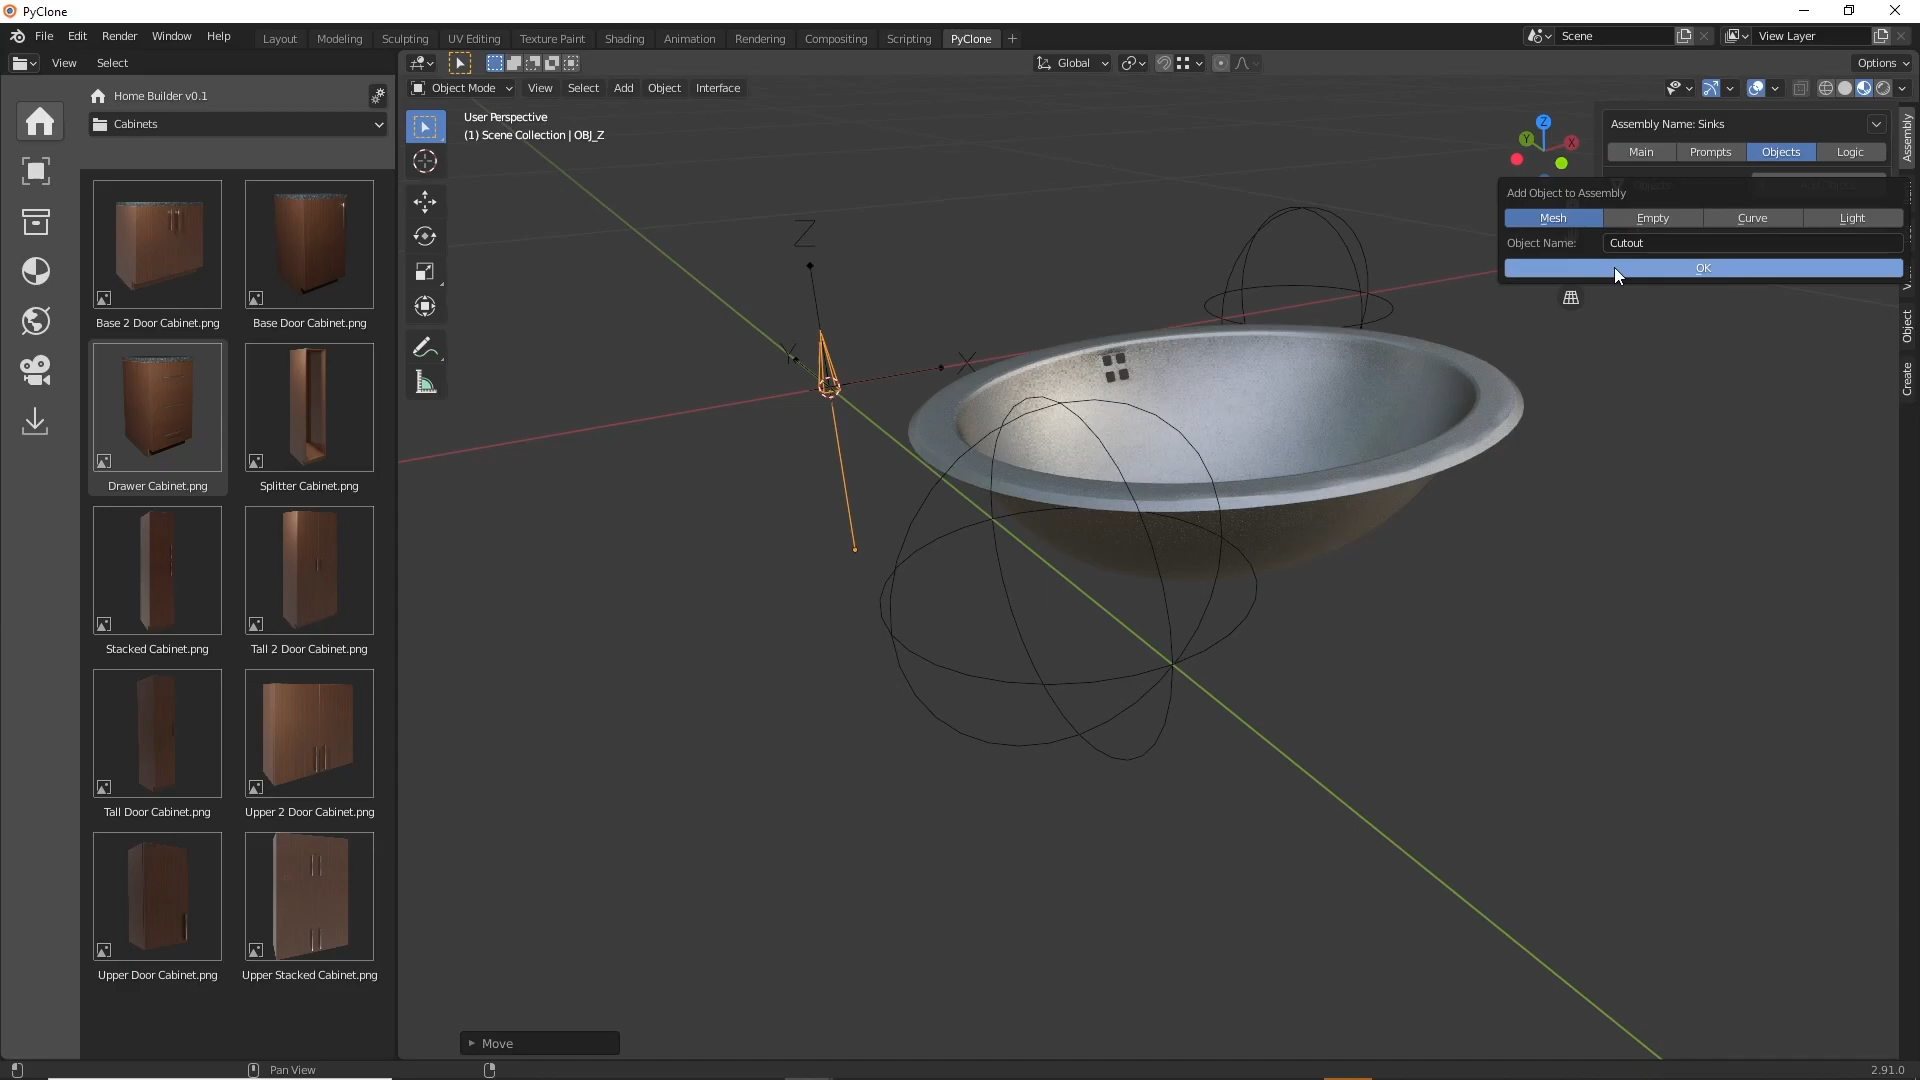 PyClone
File Edit Render Window Help
Layout Modeling Sculpting UV Editing Texture Paint Shading Animation Rendering Compositing Scripting PyClone +
Scene
View Layer
View Select
Global
Options
Home Builder v0.1
Cabinets
Object Mode View Select Add Object Interface
User Perspective
(1) Scene Collection | OBJ_Z
Z
Y
X
Z
Y
X
Assembly Name: Sinks
Main Prompts Objects Logic
Add Object to Assembly
Mesh Empty Curve Light
Object Name: Cutout
OK
Assembly
Object
Create
Base 2 Door Cabinet.png
Base Door Cabinet.png
Drawer Cabinet.png
Splitter Cabinet.png
Stacked Cabinet.png
Tall 2 Door Cabinet.png
Tall Door Cabinet.png
Upper 2 Door Cabinet.png
Upper Door Cabinet.png
Upper Stacked Cabinet.png
Move
Pan View
2.91.0